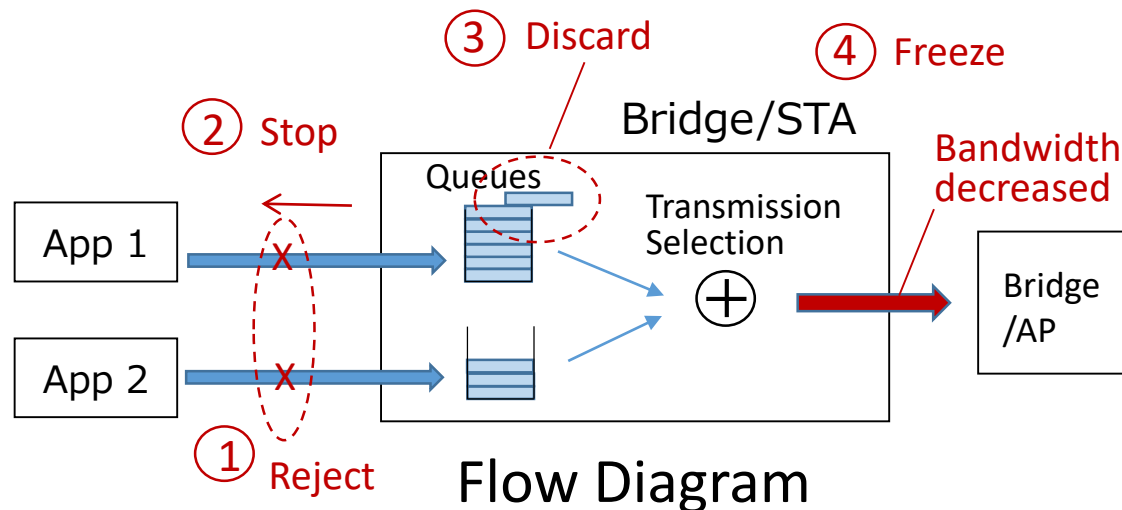 3 Discard
4 Freeze
2 Stop
Bridge/STA
Queues
Bandwidth
decreased
Transmission
Selection
App 1
X
Bridge
/AP
App 2
X
1 Reject
Flow Diagram